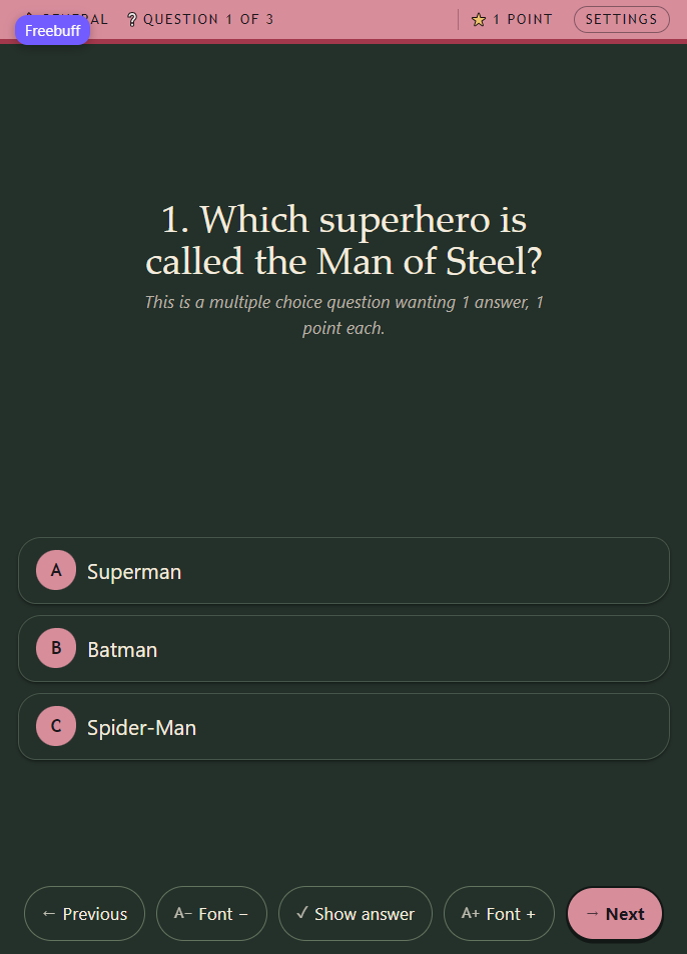 QUESTION 1 OF 3
1 POINT
SETTINGS
Freebuff
1. Which superhero is
called the Man of Steel?
This is a multiple choice question wanting 1 answer, 1
point each.
A Superman
B Batman
C Spider-Man
← Previous
A− Font −
✓ Show answer
A+ Font +
→ Next